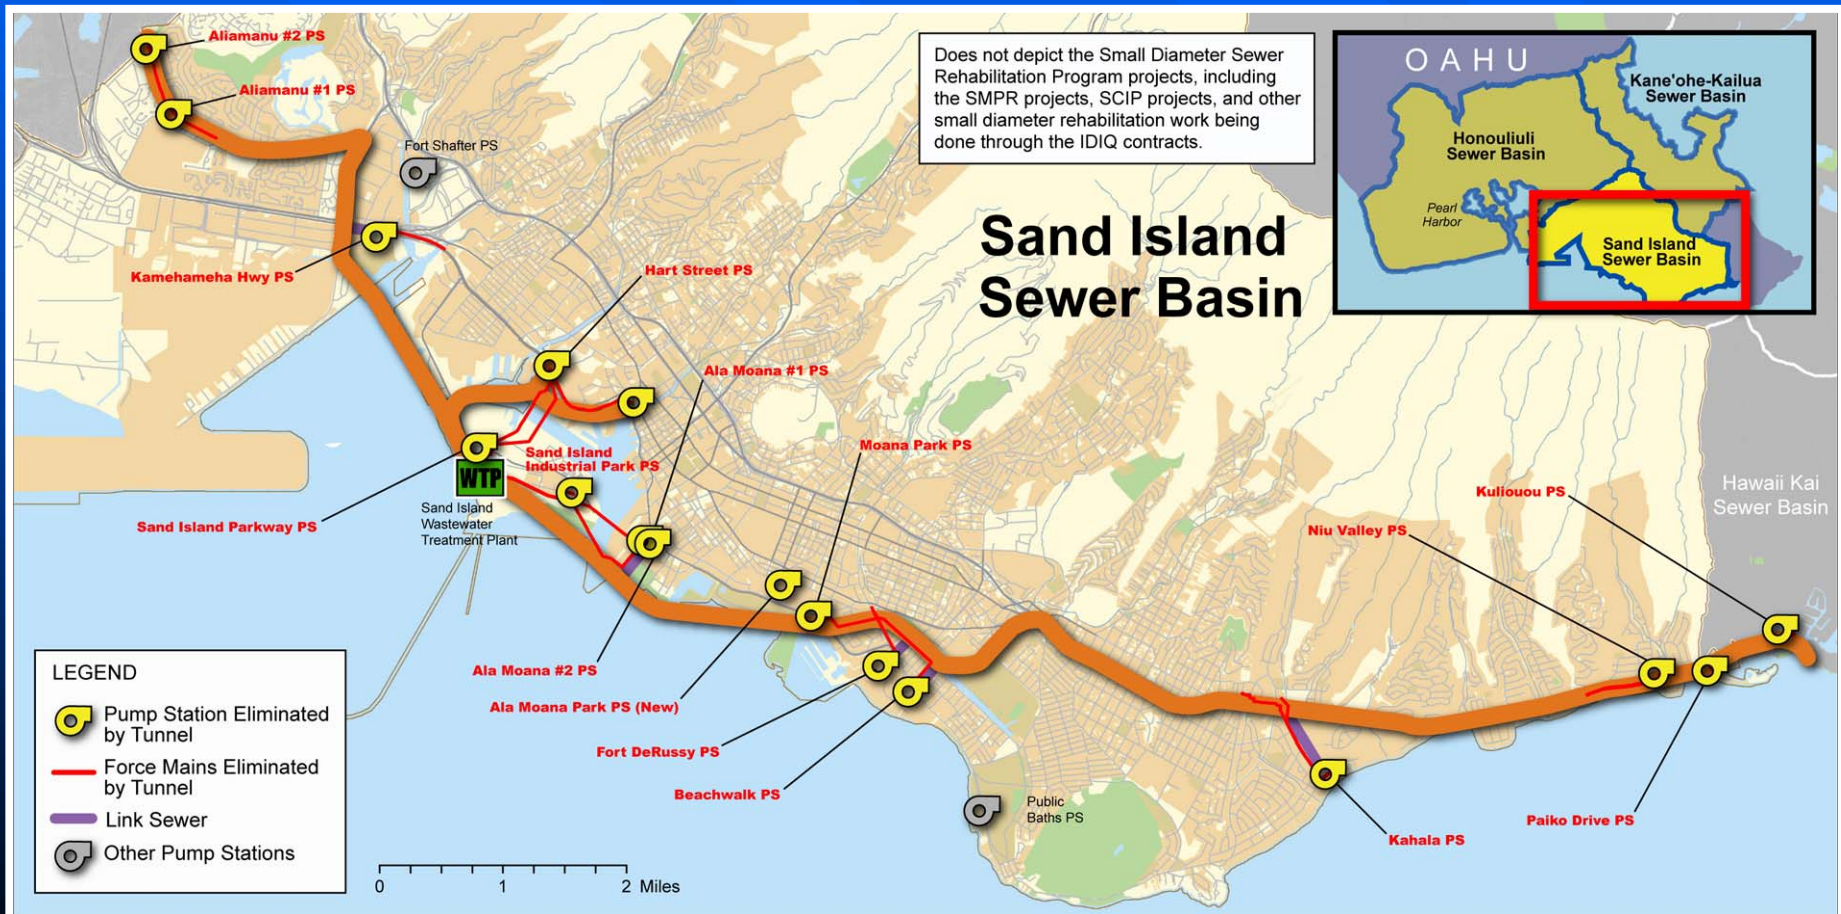 Aliamanu #2 PS
Aliamanu #1 PS
Fort Shafter PS
Kamehameha Hwy PS
Hart Street PS
Ala Moana #1 PS
Moana Park PS
Sand Island
Industrial Park PS
WTP
Sand Island
Wastewater
Treatment Plant
Sand Island Parkway PS
Ala Moana #2 PS
Ala Moana Park PS (New)
Fort DeRussy PS
Beachwalk PS
Public
Baths PS
Kahala PS
Paiko Drive PS
Niu Valley PS
Kuliouou PS
Hawaii Kai
Sewer Basin
Does not depict the Small Diameter Sewer
Rehabilitation Program projects, including
the SMPR projects, SCIP projects, and other
small diameter rehabilitation work being
done through the IDIQ contracts.
Sand Island
Sewer Basin
OAHU
Kane'ohe-Kailua
Sewer Basin
Honouliuli
Sewer Basin
Pearl
Harbor
Sand Island
Sewer Basin
LEGEND
Pump Station Eliminated
by Tunnel
Force Mains Eliminated
by Tunnel
Link Sewer
Other Pump Stations
0 1 2 Miles